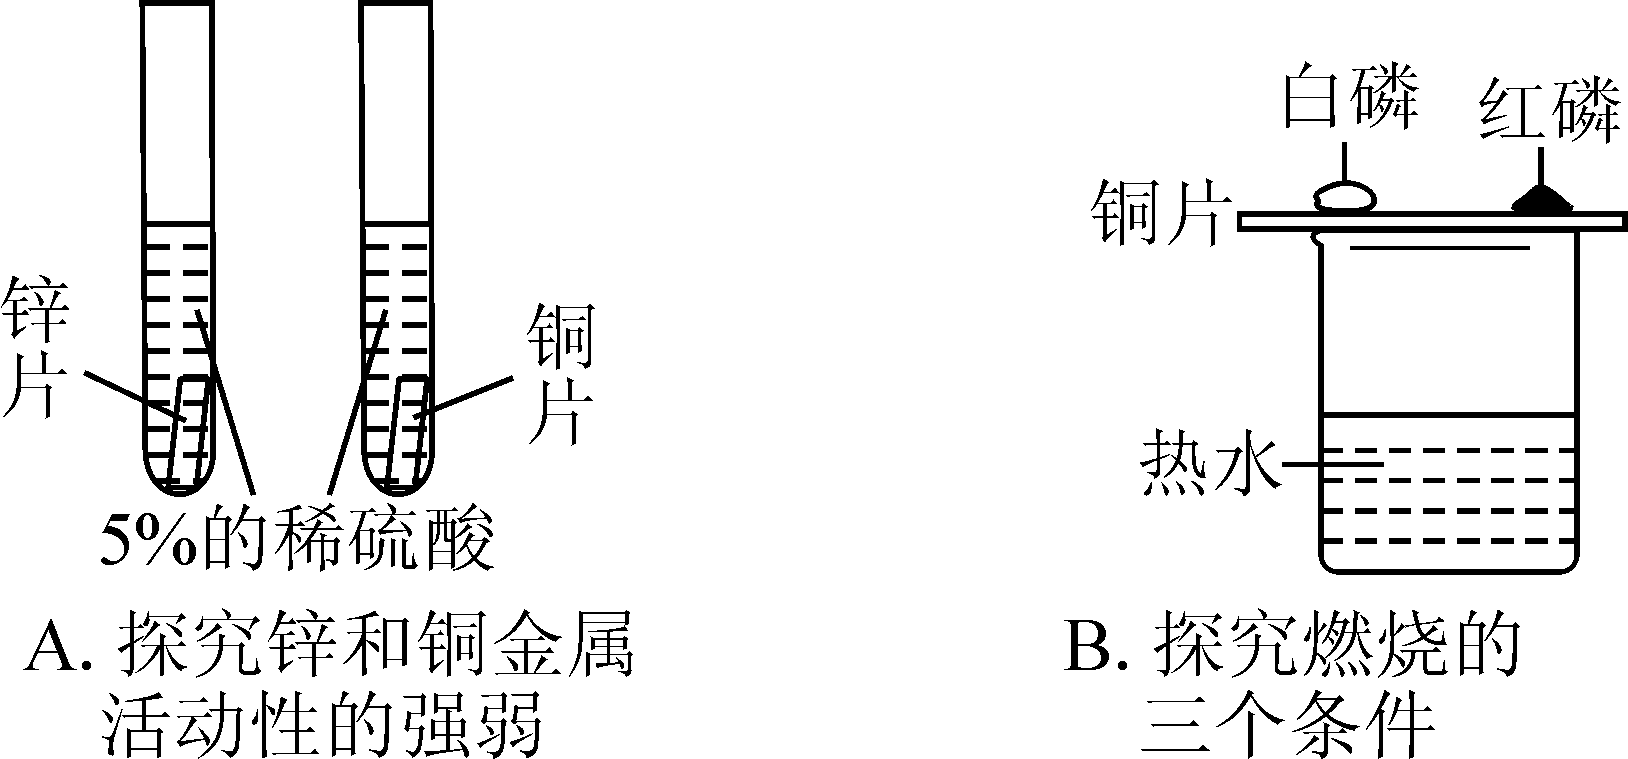 锌片
铜片
5%的稀硫酸
A. 探究锌和铜金属
活动性的强弱
白磷
红磷
铜片
热水
B. 探究燃烧的
三个条件